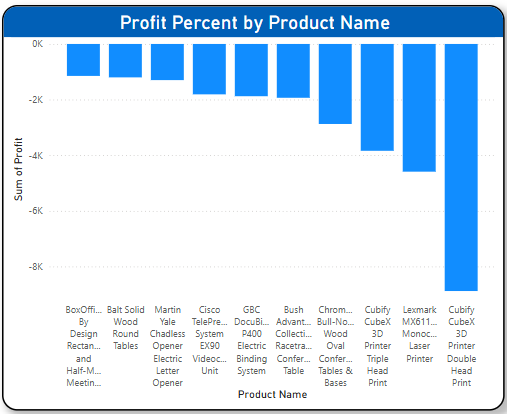 Profit Percent by Product Name
0K
-2K
-4K
-6K
-8K
Sum of Profit
BoxOffi...
By
Design
Rectan...
and
Half-M...
Meetin...
Balt Solid
Wood
Round
Tables
Martin
Yale
Chadless
Opener
Electric
Letter
Opener
Cisco
TelePre...
System
EX90
Videoc...
Unit
GBC
DocuBi...
P400
Electric
Binding
System
Bush
Advant...
Collecti...
Racetra...
Confer...
Table
Chrom...
Bull-No...
Wood
Oval
Confer...
Tables &
Bases
Cubify
CubeX
3D
Printer
Triple
Head
Print
Lexmark
MX611...
Monoc...
Laser
Printer
Cubify
CubeX
3D
Printer
Double
Head
Print
Product Name